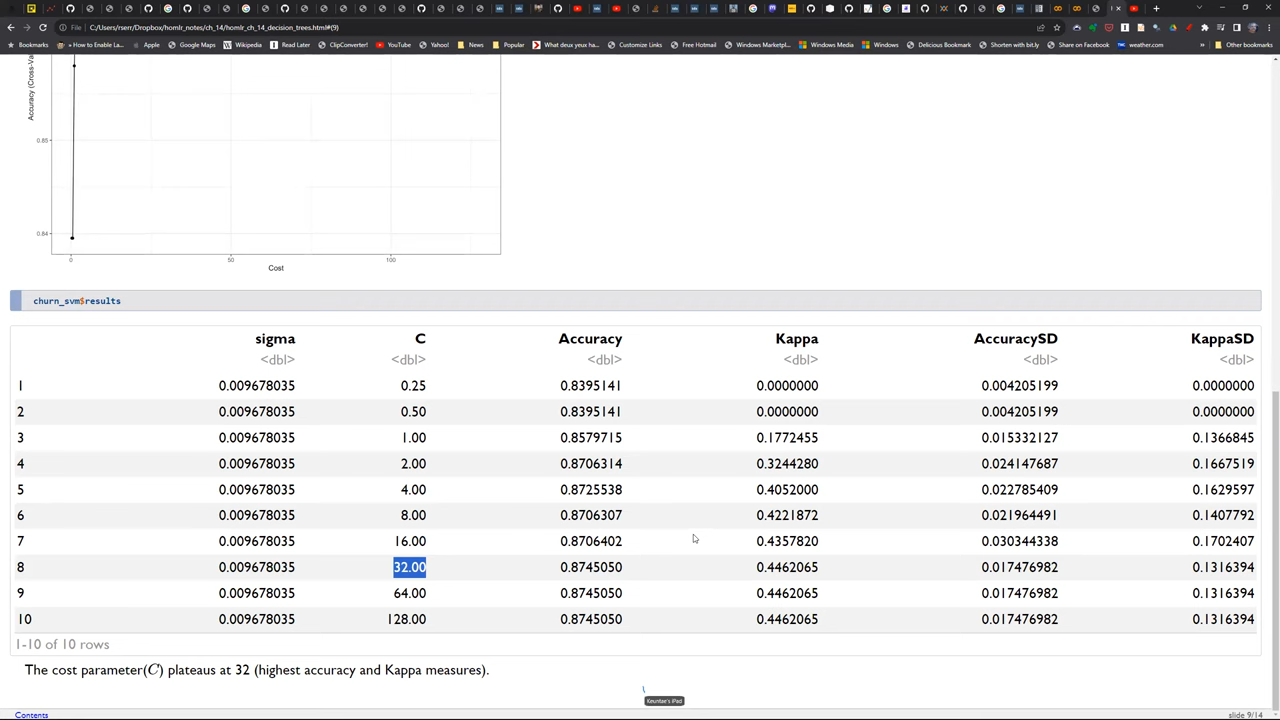 File
C:/Users/rserr/Dropbox/homlr_notes/ch_14/homlr_ch_14_decision_trees.html#(9)
Bookmarks How to Enable La... Apple Google Maps Wikipedia Read Later ClipConverter! YouTube Yahoo! News Popular What deux yeux ha... Customize Links Free Hotmail Windows Marketpl... Windows Media Windows Delicious Bookmark Shorten with bit.ly Share on Facebook weather.com Other bookmarks
Accuracy (Cross-Va
0.85
0.84
0 50 100
Cost
churn_svm$results
sigma C Accuracy Kappa AccuracySD KappaSD
<dbl> <dbl> <dbl> <dbl> <dbl> <dbl>
1 0.009678035 0.25 0.8395141 0.0000000 0.004205199 0.0000000
2 0.009678035 0.50 0.8395141 0.0000000 0.004205199 0.0000000
3 0.009678035 1.00 0.8579715 0.1772455 0.015332127 0.1366845
4 0.009678035 2.00 0.8706314 0.3244280 0.024147687 0.1667519
5 0.009678035 4.00 0.8725538 0.4052000 0.022785409 0.1629597
6 0.009678035 8.00 0.8706307 0.4221872 0.021964491 0.1407792
7 0.009678035 16.00 0.8706402 0.4357820 0.030344338 0.1702407
8 0.009678035 32.00 0.8745050 0.4462065 0.017476982 0.1316394
9 0.009678035 64.00 0.8745050 0.4462065 0.017476982 0.1316394
10 0.009678035 128.00 0.8745050 0.4462065 0.017476982 0.1316394
1-10 of 10 rows
The cost parameter(C) plateaus at 32 (highest accuracy and Kappa measures).
Keuntae's iPad
Contents
slide 9/14